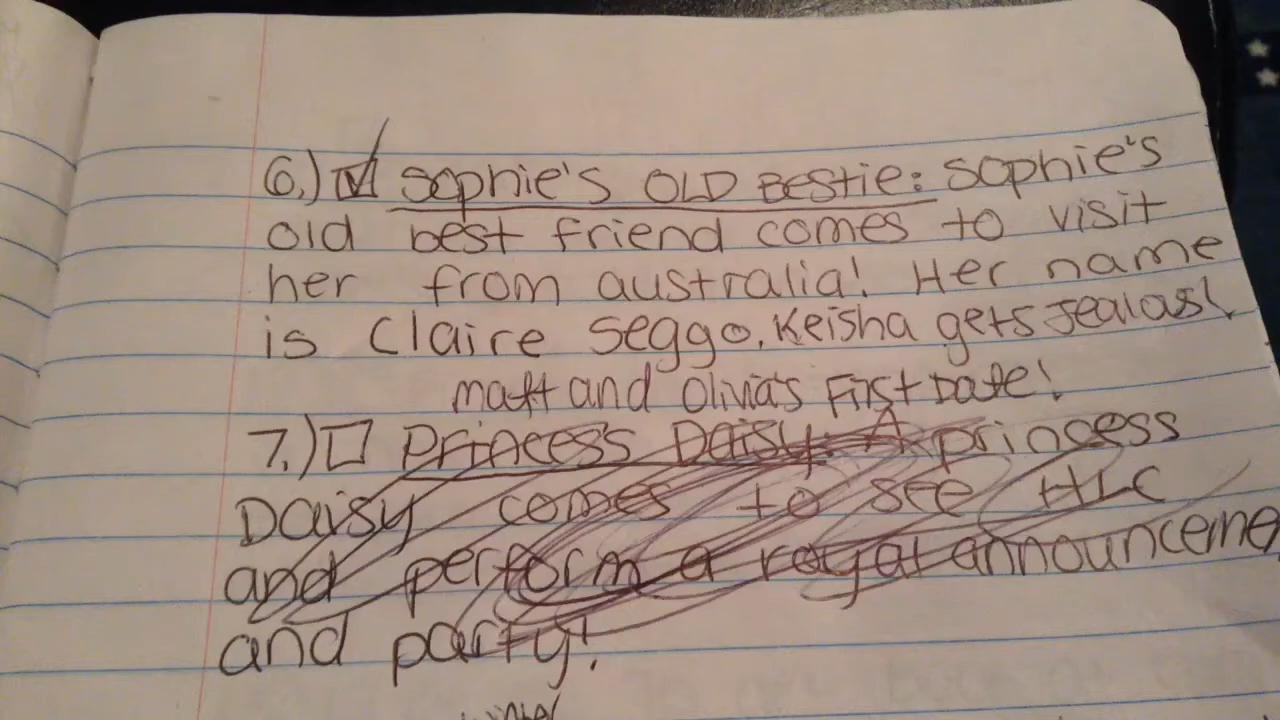 6.) ☑ Sophie's OLD BESTIE: Sophie's
old best friend comes to visit
her from australia! Her name
is Claire Seggo. Keisha gets Jealas!
matt and Olivia's First Date!
7.) ☐ Princess Daisy: A princess
Daisy comes to see HLC
and perform a royal announceme
and party!